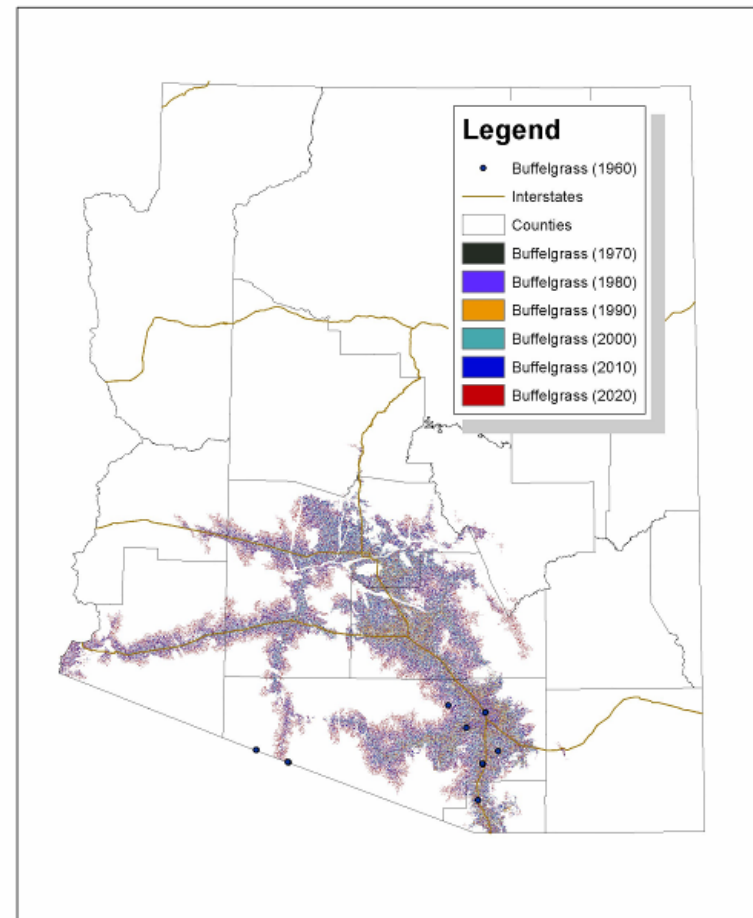 Legend
Buffelgrass (1960)
Interstates
Counties
Buffelgrass (1970)
Buffelgrass (1980)
Buffelgrass (1990)
Buffelgrass (2000)
Buffelgrass (2010)
Buffelgrass (2020)